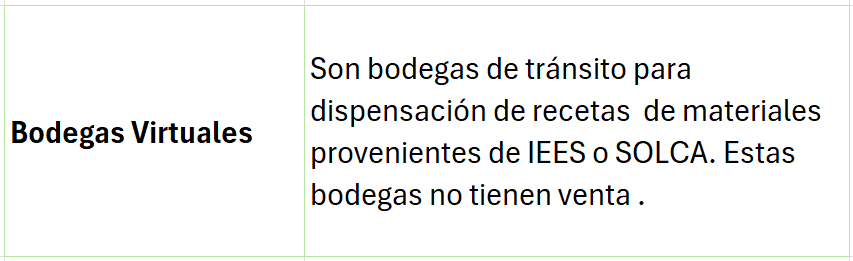 Bodegas Virtuales
Son bodegas de tránsito para
dispensación de recetas  de materiales
provenientes de IEES o SOLCA. Estas
bodegas no tienen venta .